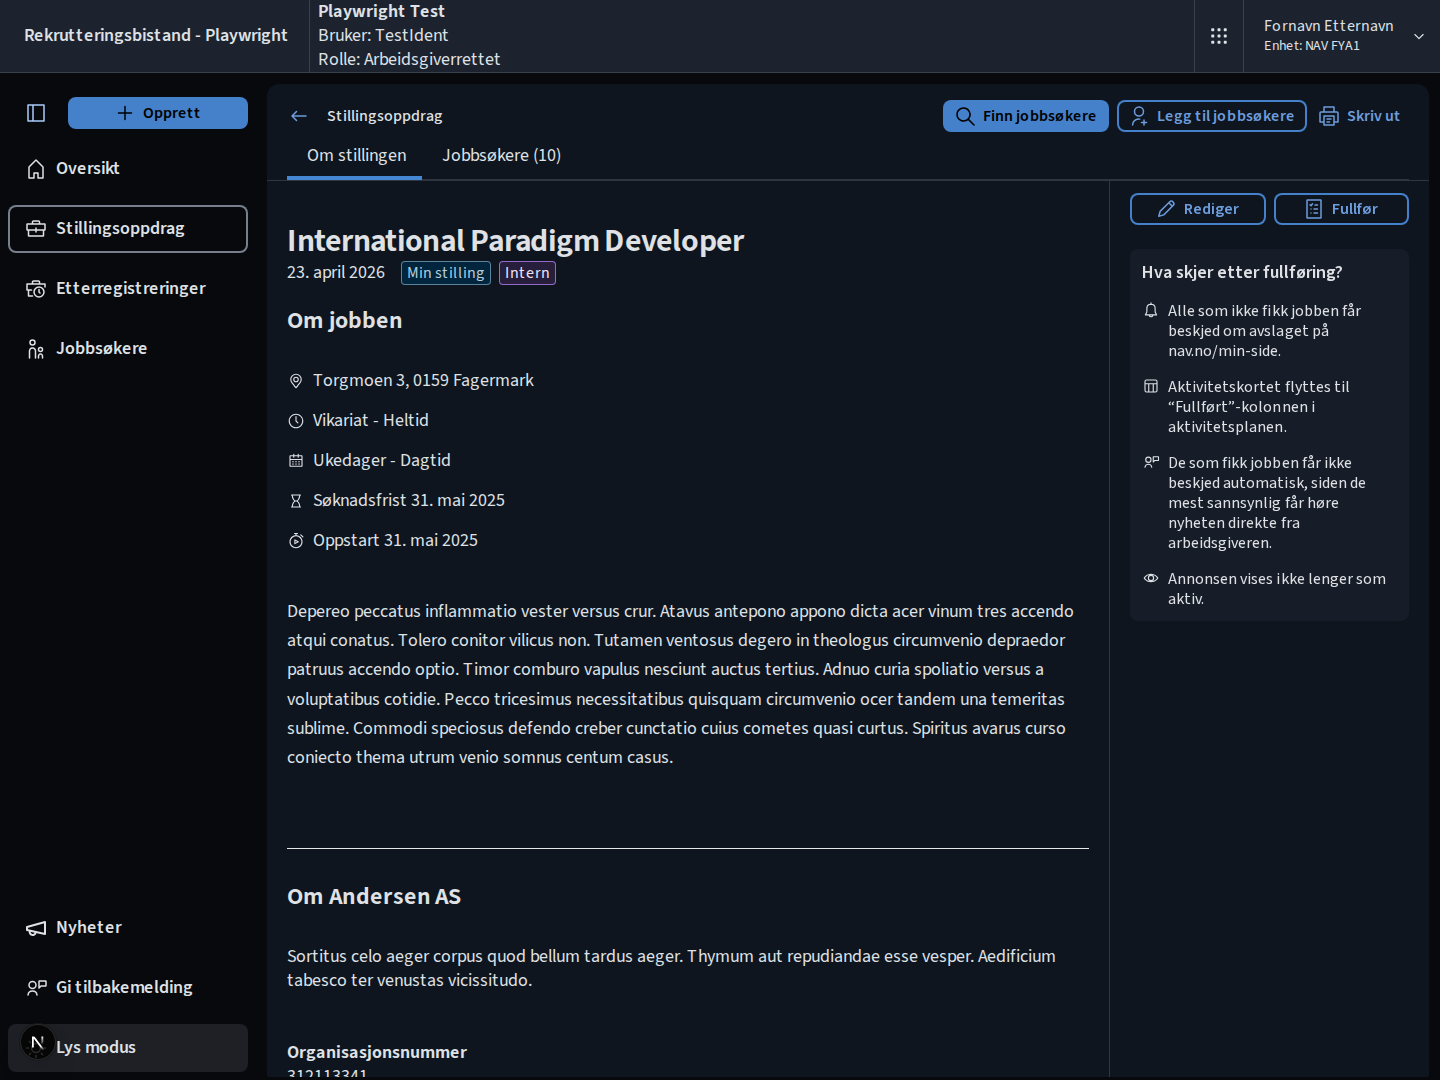 Rekrutteringsbistand - Playwright
Playwright Test
Bruker: TestIdent
Rolle: Arbeidsgiverrettet
Fornavn Etternavn
Enhet: NAV FYA1
Opprett
Oversikt
Stillingsoppdrag
Etterregistreringer
Jobbsøkere
Nyheter
Gi tilbakemelding
N
Lys modus
Stillingsoppdrag
Finn jobbsøkere
Legg til jobbsøkere
Skriv ut
Om stillingen
Jobbsøkere (10)
International Paradigm Developer
23. april 2026
Min stilling
Intern
Om jobben
Torgmoen 3, 0159 Fagermark
Vikariat - Heltid
Ukedager - Dagtid
Søknadsfrist 31. mai 2025
Oppstart 31. mai 2025
Depereo peccatus inflammatio vester versus crur. Atavus antepono appono dicta acer vinum tres accendo
atqui conatus. Tolero conitor vilicus non. Tutamen ventosus degero in theologus circumvenio depraedor
patruus accendo optio. Timor comburo vapulus nesciunt auctus tertius. Adnuo curia spoliatio versus a
voluptatibus cotidie. Pecco tricesimus necessitatibus quisquam circumvenio ocer tandem una temeritas
sublime. Commodi speciosus defendo creber cunctatio cuius cometes quasi curtus. Spiritus avarus curso
coniecto thema utrum venio somnus centum casus.
Om Andersen AS
Sortitus celo aeger corpus quod bellum tardus aeger. Thymum aut repudiandae esse vesper. Aedificium
tabesco ter venustas vicissitudo.
Organisasjonsnummer
312113341
Rediger
Fullfør
Hva skjer etter fullføring?
Alle som ikke fikk jobben får
beskjed om avslaget på
nav.no/min-side.
Aktivitetskortet flyttes til
“Fullført”-kolonnen i
aktivitetsplanen.
De som fikk jobben får ikke
beskjed automatisk, siden de
mest sannsynlig får høre
nyheten direkte fra
arbeidsgiveren.
Annonsen vises ikke lenger som
aktiv.